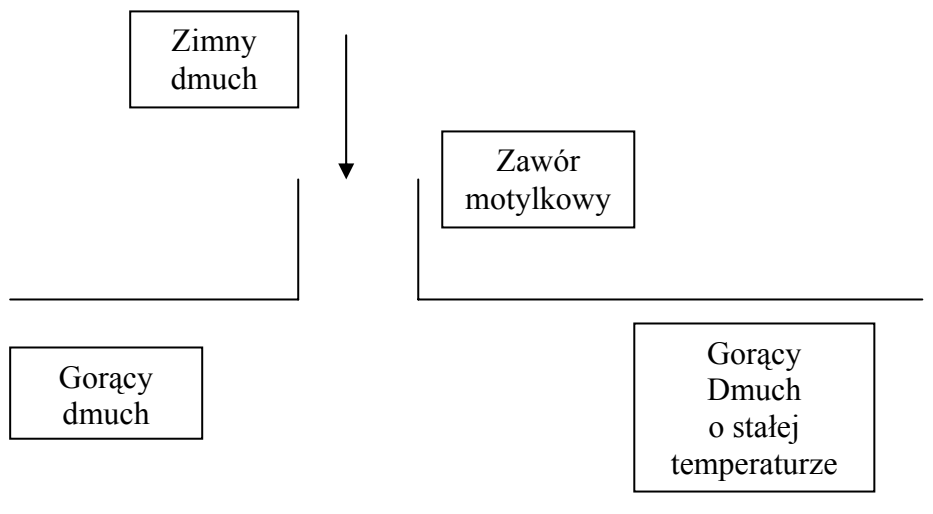 Zimny
dmuch
Zawór
motylkowy
Gorący
dmuch
Gorący
Dmuch
o stałej
temperaturze